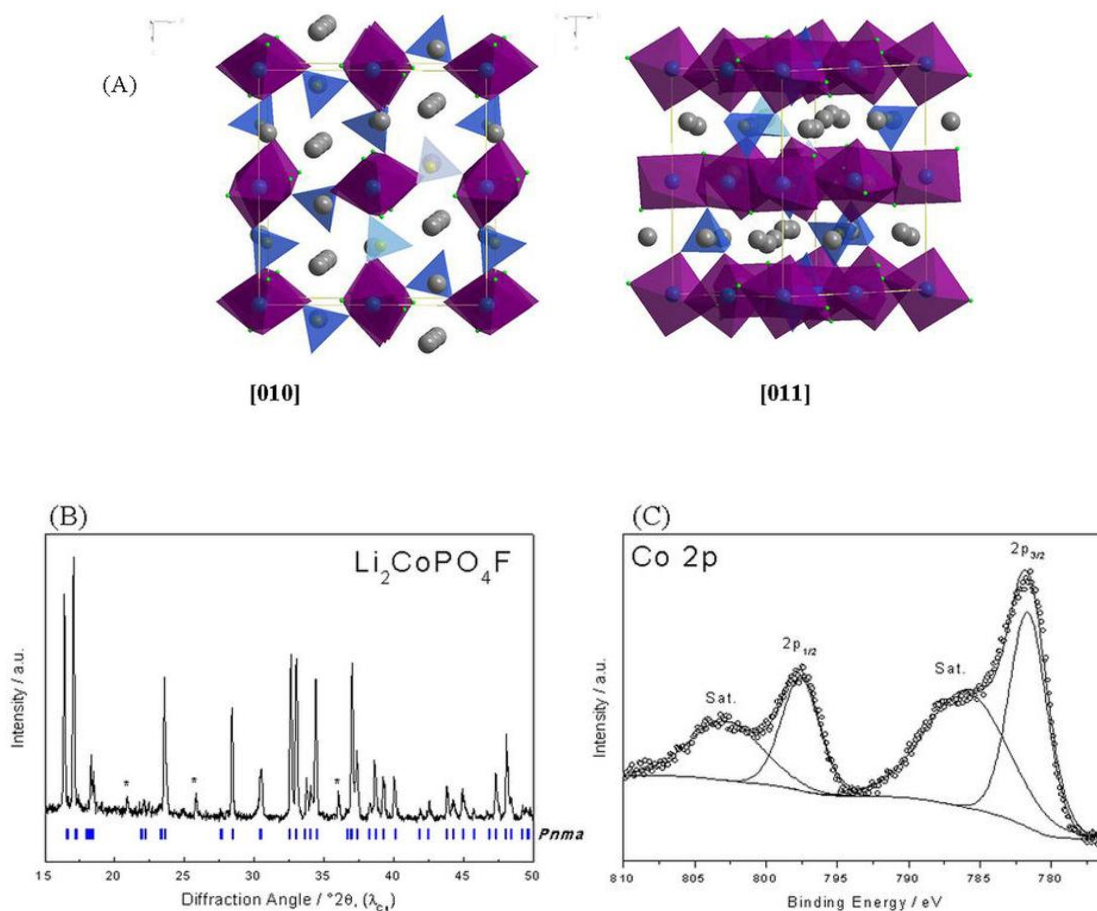 (A)
[010] [011]
(B)
Li₂CoPO₄F
Intensity / a.u.
* * *
Pnma
15 20 25 30 35 40 45 50
Diffraction Angle / °2θ,
(C)
Co 2p
2p₃/₂
2p₁/₂
Sat.
Sat.
Intensity / a.u.
810 805 800 795 790 785 780
Binding Energy / eV